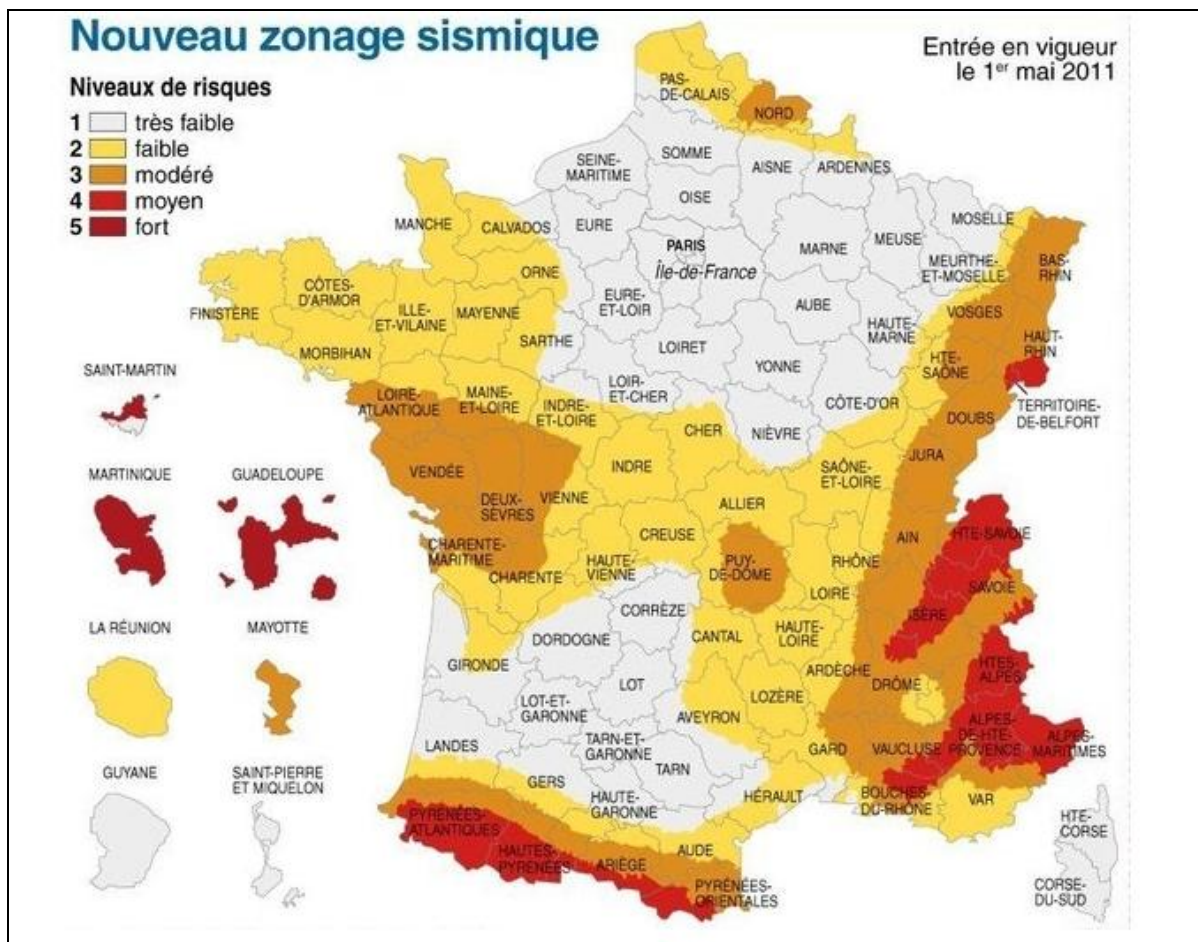 Nouveau zonage sismique
Entrée en vigueur
le 1er mai 2011
Niveaux de risques
1 très faible
2 faible
3 modéré
4 moyen
5 fort
PAS-
DE-CALAIS
NORD
SOMME
SEINE-
MARITIME
AISNE
ARDENNES
OISE
MANCHE
CALVADOS
EURE
PARIS
Île-de-France
MARNE
MEUSE
MOSELLE
MEURTHE-
ET-MOSELLE
BAS-
RHIN
ORNE
CÔTES-
D'ARMOR
FINISTÈRE
ILLE-
ET-VILAINE
MAYENNE
EURE-
ET-LOIR
AUBE
HAUTE-
MARNE
VOSGES
HAUT-
RHIN
MORBIHAN
SARTHE
LOIRET
YONNE
HTE-
SAÔNE
TERRITOIRE-
DE-BELFORT
LOIRE-
ATLANTIQUE
MAINE-
ET-LOIRE
INDRE-
ET-LOIRE
LOIR-
ET-CHER
CHER
NIÈVRE
CÔTE-D'OR
DOUBS
JURA
VENDÉE
DEUX-
SÈVRES
VIENNE
INDRE
ALLIER
SAÔNE-
ET-LOIRE
CREUSE
AIN
HTE-SAVOIE
CHARENTE-
MARITIME
CHARENTE
HAUTE-
VIENNE
PUY-
DE-DÔME
RHÔNE
LOIRE
SAVOIE
ISÈRE
CORRÈZE
DORDOGNE
CANTAL
HAUTE-
LOIRE
GIRONDE
LOT
LOT-ET-
GARONNE
AVEYRON
LOZÈRE
ARDÈCHE
DRÔME
HTES-
ALPES
LANDES
TARN-ET-
GARONNE
TARN
GARD
VAUCLUSE
ALPES-
DE-HTE-
PROVENCE
ALPES-
MARITIMES
GERS
HAUTE-
GARONNE
HÉRAULT
BOUCHES-
DU-RHÔNE
VAR
PYRÉNÉES-
ATLANTIQUES
HAUTES-
PYRÉNÉES
ARIÈGE
AUDE
PYRÉNÉES-
ORIENTALES
HTE-
CORSE
CORSE-
DU-SUD
SAINT-MARTIN
MARTINIQUE
GUADELOUPE
LA RÉUNION
MAYOTTE
GUYANE
SAINT-PIERRE
ET MIQUELON